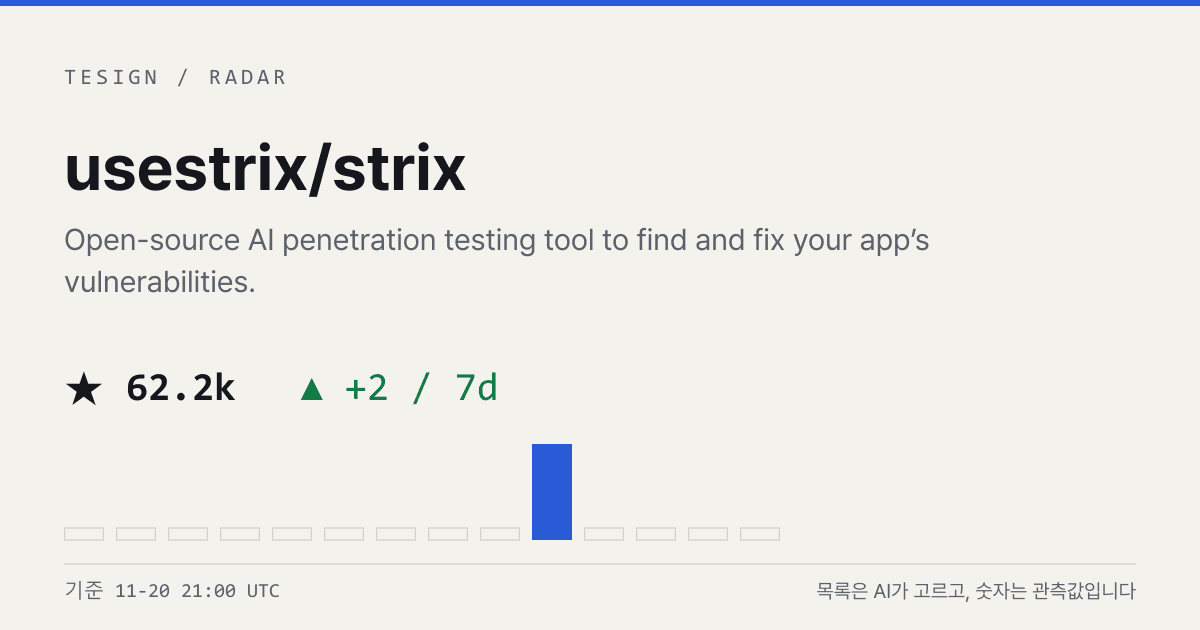 TESIGN / RADAR
usestrix/strix
Open-source AI penetration testing tool to find and fix your app’s
vulnerabilities.
★ 62.2k ▲ +2 / 7d
기준 11-20 21:00 UTC
목록은 AI가 고르고, 숫자는 관측값입니다